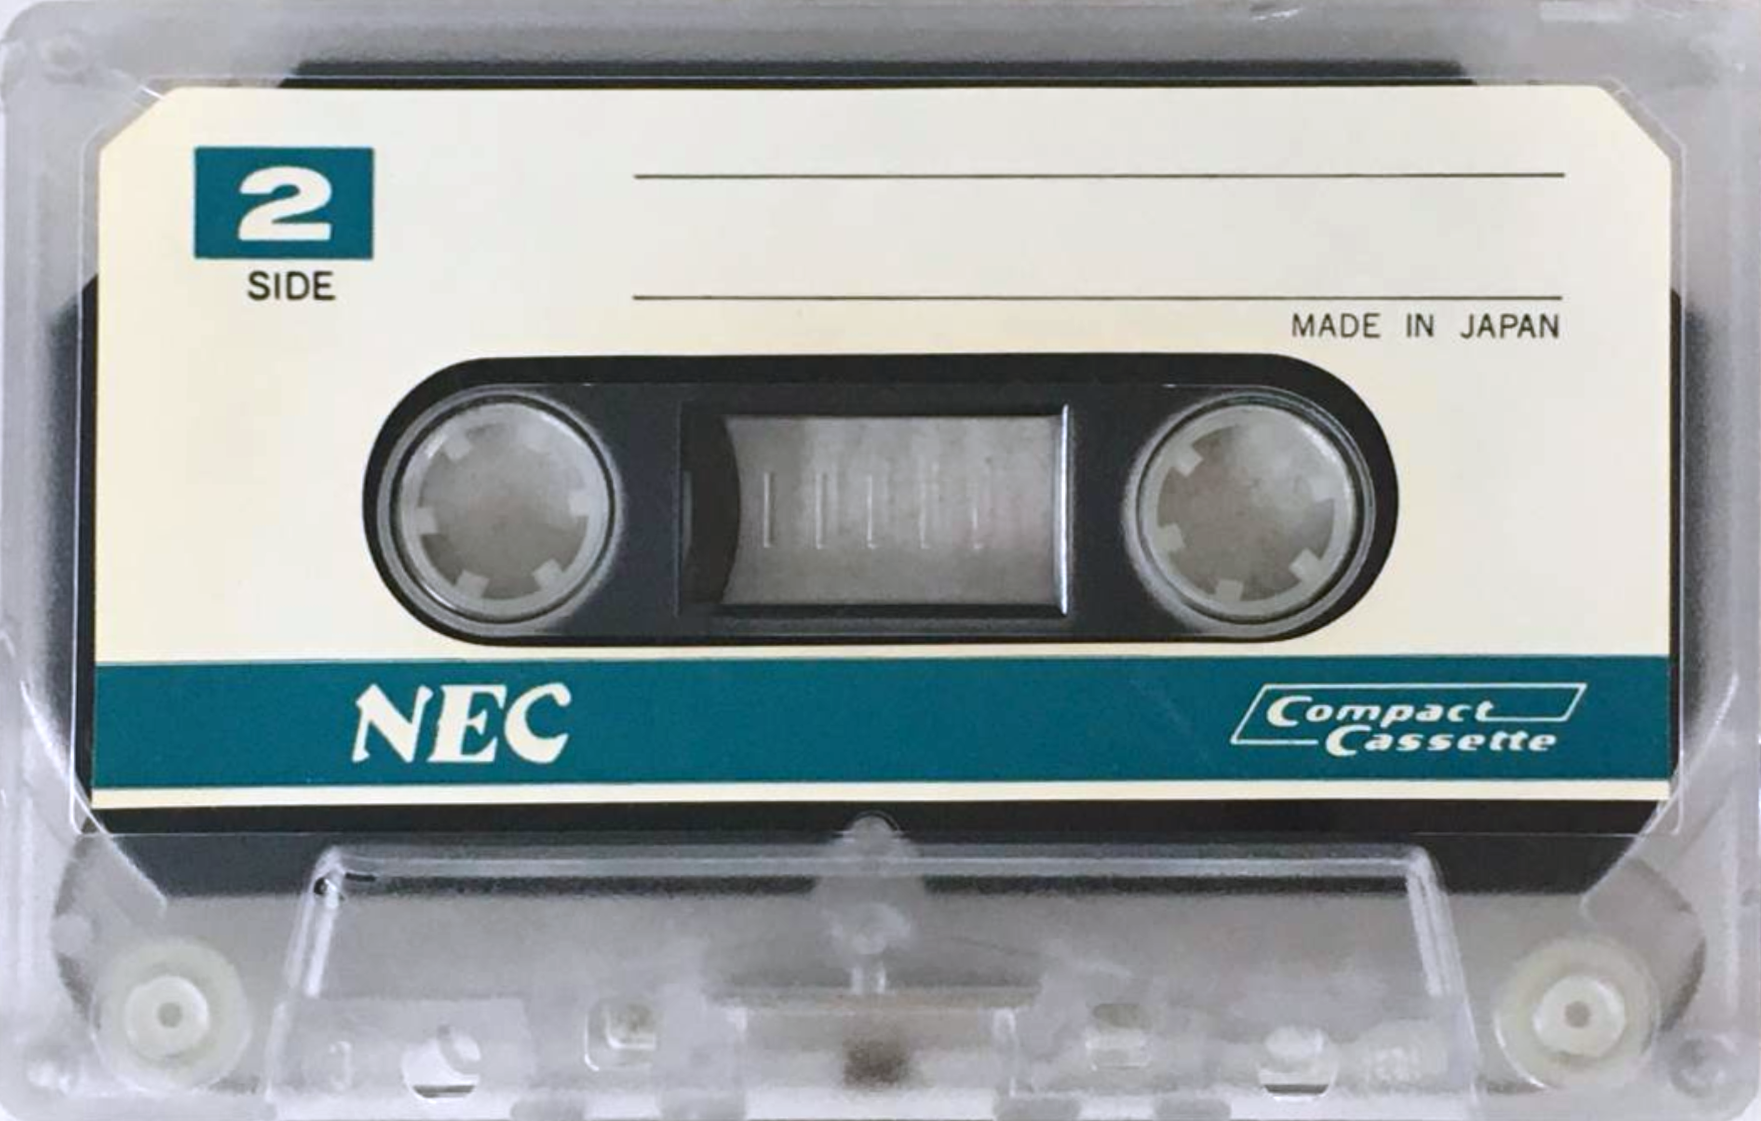 2
SIDE
MADE IN JAPAN
NEC
Compact
Cassette